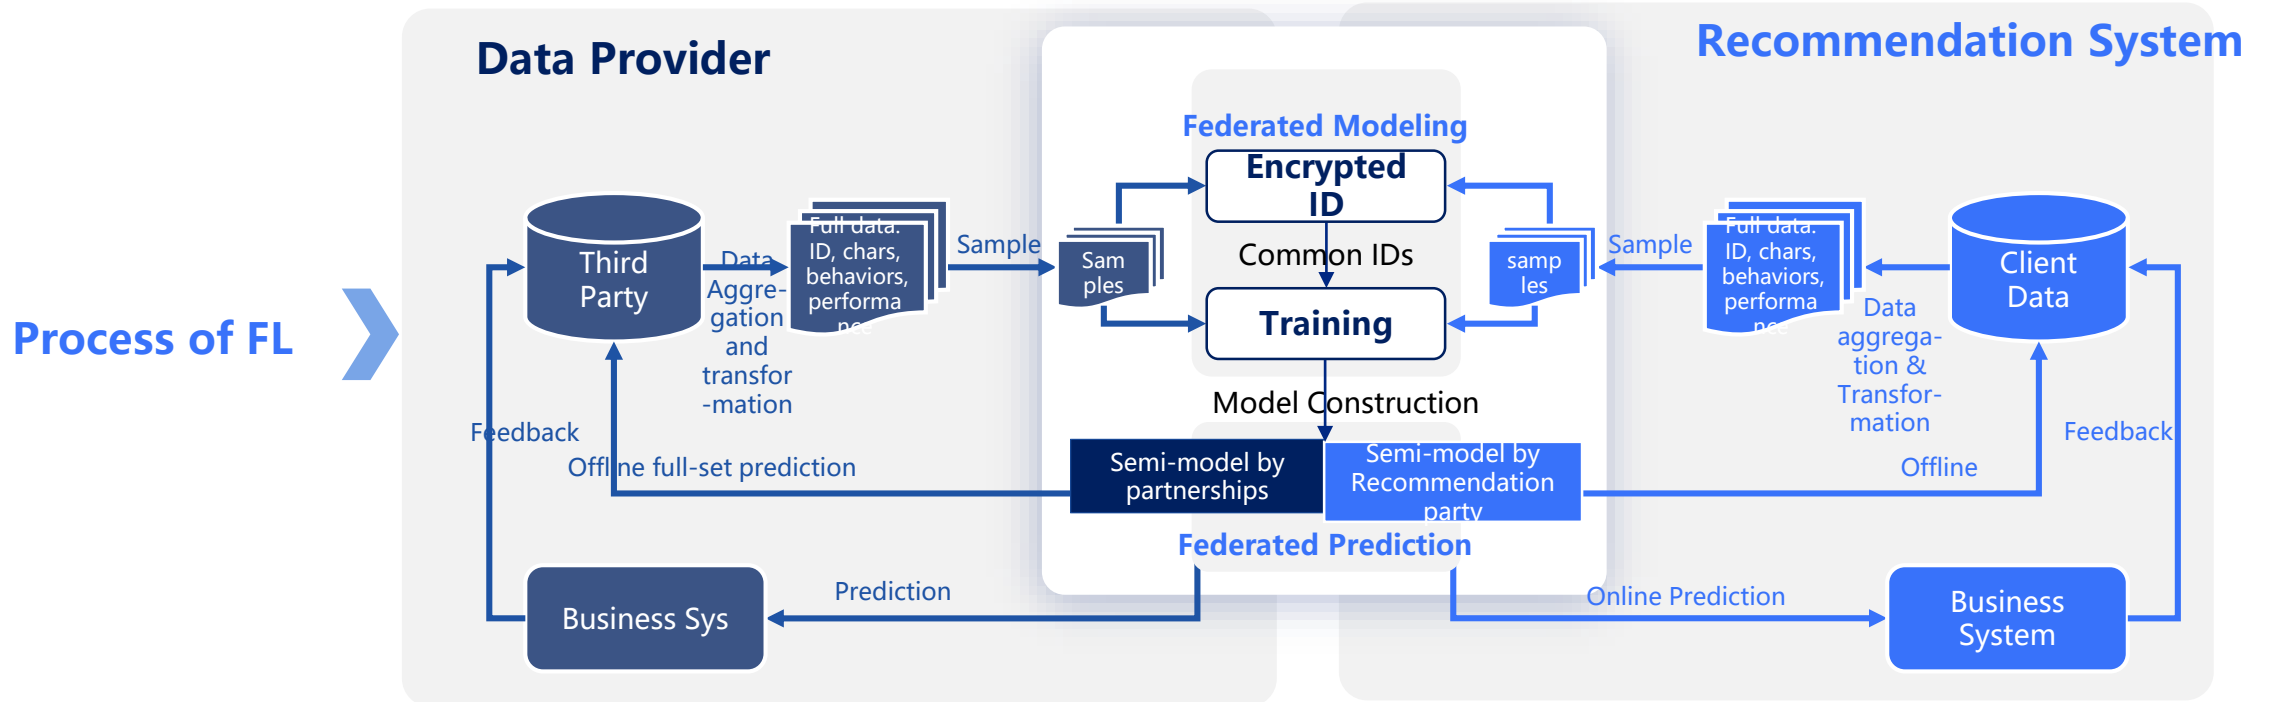 Process of FL
Data Provider
Third
Party
Data
Aggre-
gation
and
transfor
-mation
Full data:
ID, chars,
behaviors,
performa
nce
Sample
Sam
ples
Feedback
Offline full-set prediction
Business Sys
Prediction
Federated Modeling
Encrypted
ID
Common IDs
Training
Model Construction
Semi-model by
partnerships
Semi-model by
Recommendation
party
Federated Prediction
Recommendation System
samp
les
Sample
Full data:
ID, chars,
behaviors,
performa
nce
Data
aggrega-
tion &
Transfor-
mation
Client
Data
Feedback
Offline
Online Prediction
Business
System